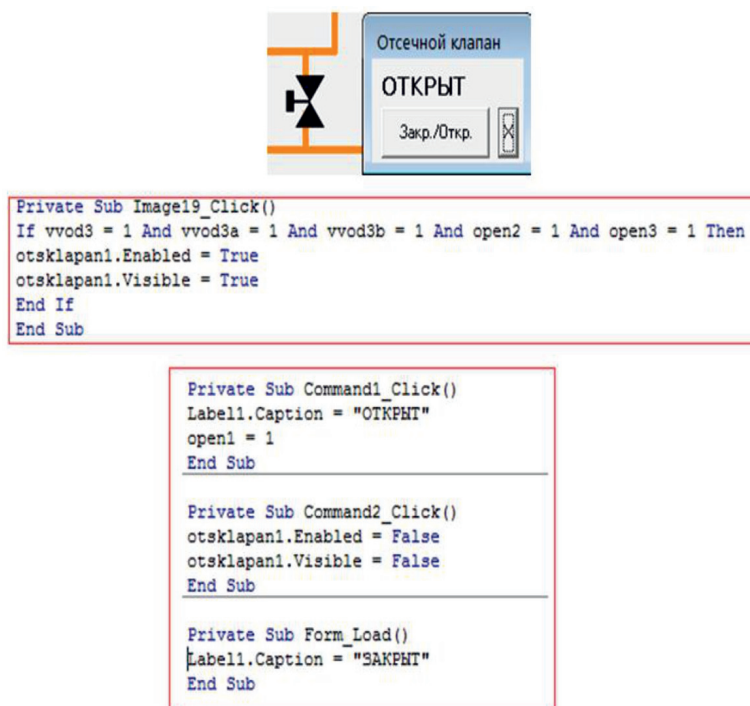 Отсечной клапан
ОТКРЫТ
Закр./Откр.
X
Private Sub Image19_Click()
If vvod3 = 1 And vvod3a = 1 And vvod3b = 1 And open2 = 1 And open3 = 1 Then
otsklapan1.Enabled = True
otsklapan1.Visible = True
End If
End Sub
Private Sub Command1_Click()
Label1.Caption = "ОТКРЫТ"
open1 = 1
End Sub
Private Sub Command2_Click()
otsklapan1.Enabled = False
otsklapan1.Visible = False
End Sub
Private Sub Form_Load()
Label1.Caption = "ЗАКРЫТ"
End Sub